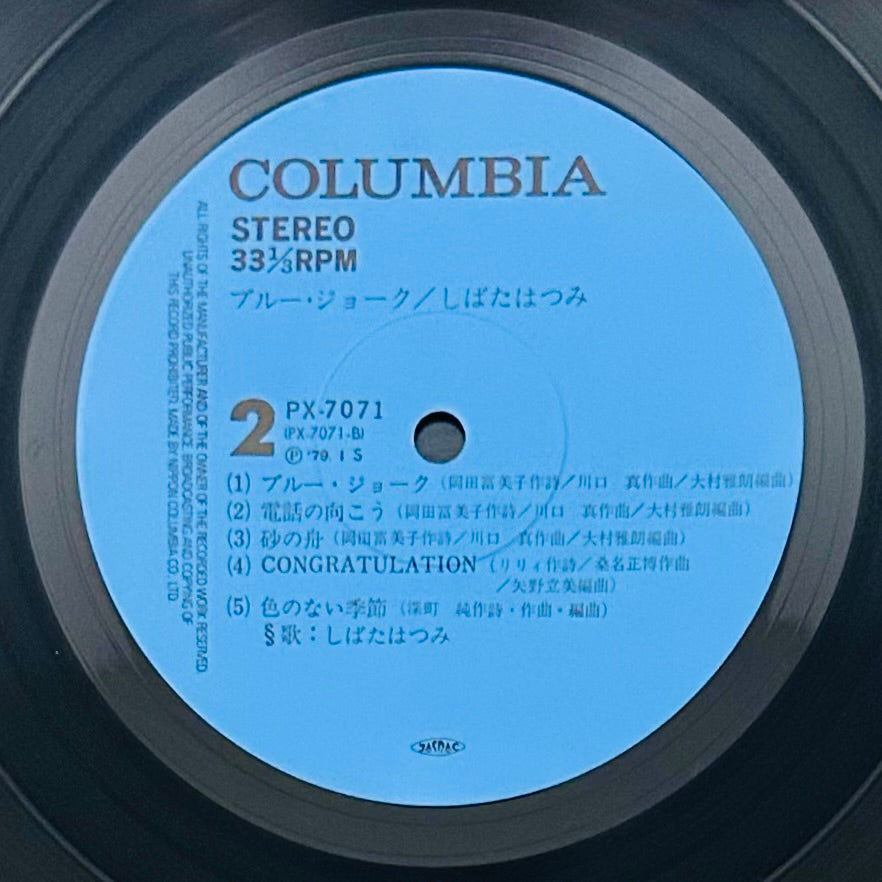 COLUMBIA
STEREO
33⅓RPM
ブルー・ジョーク／しばたはつみ
2 PX-7071
(PX-7071-B)
Ⓟ '79. 1 S
(1) ブルー・ジョーク（岡田富美子作詩／川口　真作曲／大村雅朗編曲）
(2) 電話の向こう（岡田富美子作詩／川口　真作曲／大村雅朗編曲）
(3) 砂の舟（岡田富美子作詩／川口　真作曲／大村雅朗編曲）
(4) CONGRATULATION（リリィ作詩／桑名正博作曲
／矢野立美編曲）
(5) 色のない季節（深町　純作詩・作曲・編曲）
§歌：しばたはつみ
JASRAC
ALL RIGHTS OF THE MANUFACTURER AND OF THE OWNER OF THE RECORDED WORK RESERVED.
UNAUTHORIZED PUBLIC PERFORMANCE, BROADCASTING AND COPYING OF
THIS RECORD PROHIBITED. MADE BY NIPPON COLUMBIA CO., LTD.